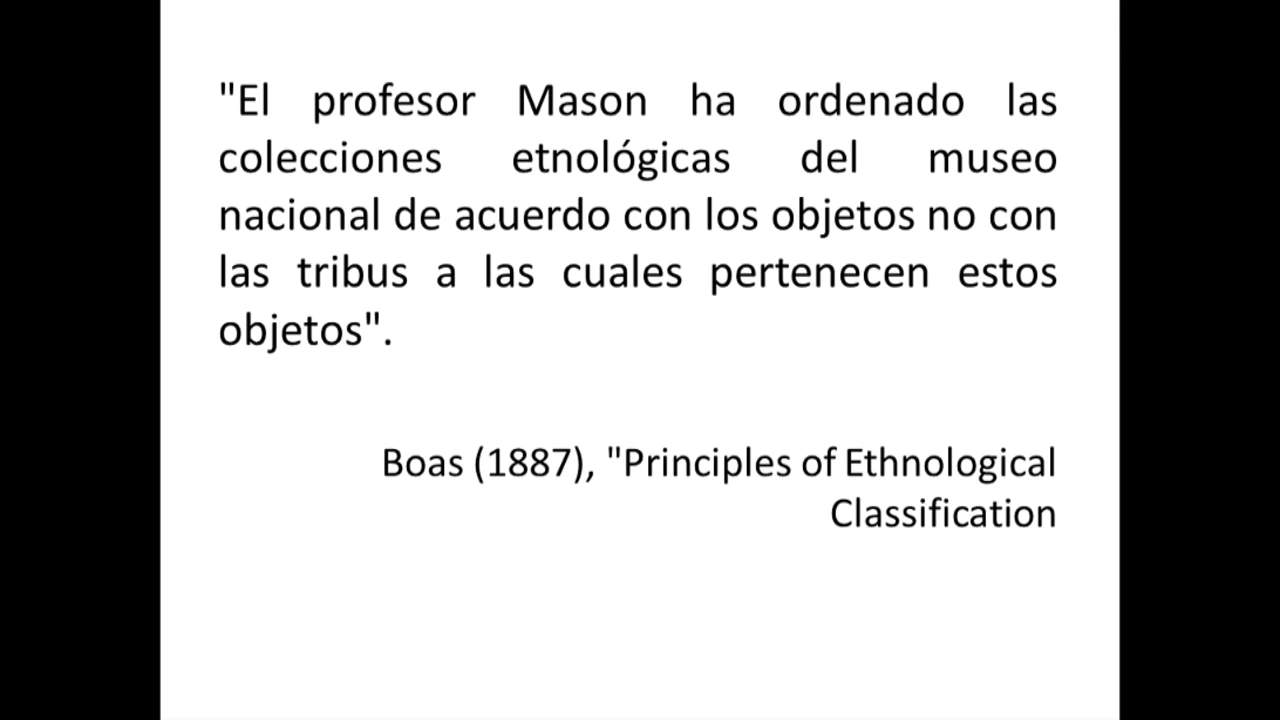 "El profesor Mason ha ordenado las
colecciones etnológicas del museo
nacional de acuerdo con los objetos no con
las tribus a las cuales pertenecen estos
objetos".
Boas (1887), "Principles of Ethnological
Classification